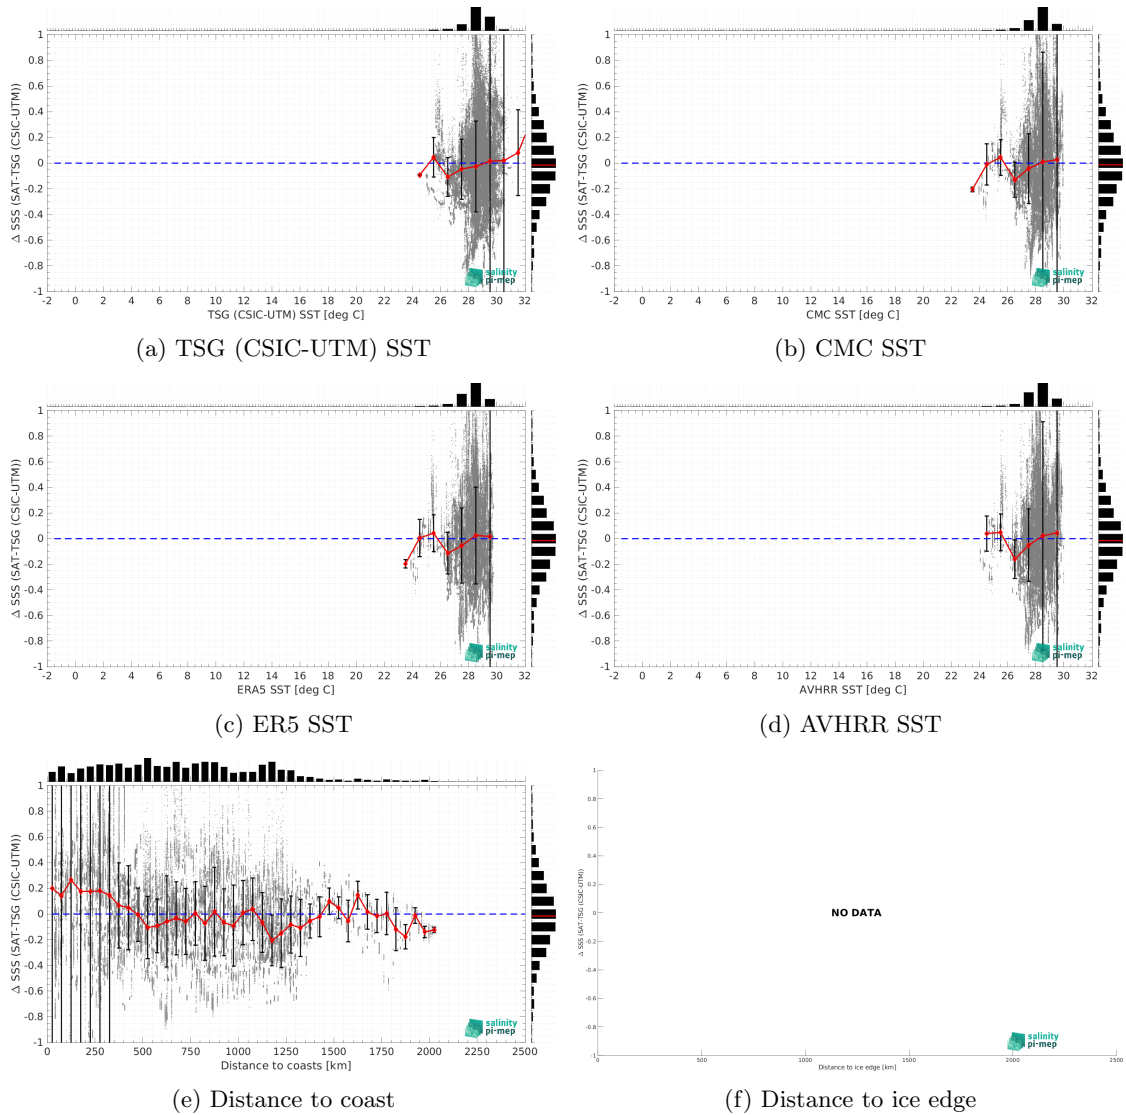 1
0.8
0.6
0.4
0.2
0
-0.2
-0.4
-0.6
-0.8
-1
Δ SSS (SAT-TSG (CSIC-UTM))
-2 0 2 4 6 8 10 12 14 16 18 20 22 24 26 28 30 32
TSG (CSIC-UTM) SST [deg C]
salinity
pi-mep
(a) TSG (CSIC-UTM) SST
1
0.8
0.6
0.4
0.2
0
-0.2
-0.4
-0.6
-0.8
-1
Δ SSS (SAT-TSG (CSIC-UTM))
-2 0 2 4 6 8 10 12 14 16 18 20 22 24 26 28 30 32
CMC SST [deg C]
salinity
pi-mep
(b) CMC SST
1
0.8
0.6
0.4
0.2
0
-0.2
-0.4
-0.6
-0.8
-1
Δ SSS (SAT-TSG (CSIC-UTM))
-2 0 2 4 6 8 10 12 14 16 18 20 22 24 26 28 30 32
ERA5 SST [deg C]
salinity
pi-mep
(c) ER5 SST
1
0.8
0.6
0.4
0.2
0
-0.2
-0.4
-0.6
-0.8
-1
Δ SSS (SAT-TSG (CSIC-UTM))
-2 0 2 4 6 8 10 12 14 16 18 20 22 24 26 28 30 32
AVHRR SST [deg C]
salinity
pi-mep
(d) AVHRR SST
1
0.8
0.6
0.4
0.2
0
-0.2
-0.4
-0.6
-0.8
-1
Δ SSS (SAT-TSG (CSIC-UTM))
0 250 500 750 1000 1250 1500 1750 2000 2250 2500
Distance to coasts [km]
salinity
pi-mep
(e) Distance to coast
1
0.8
0.6
0.4
0.2
0
-0.2
-0.4
-0.6
-0.8
-1
Δ SSS (SAT-TSG (CSIC-UTM))
NO DATA
0 500 1000 1500 2000 2500
Distance to ice edge [km]
salinity
pi-mep
(f) Distance to ice edge